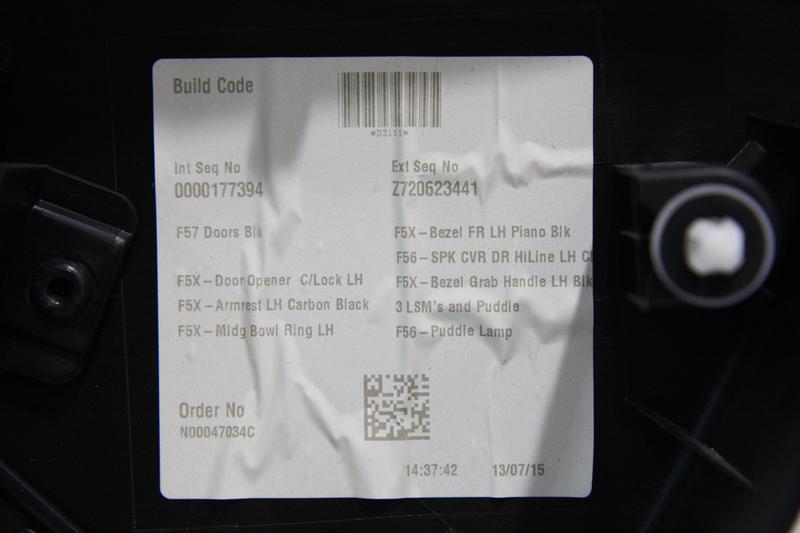 Build Code
*D3111*
Int Seq No
0000177394
Ext Seq No
Z720623441
F57 Doors Blk
F5X-Door Opener C/Lock LH
F5X-Armrest LH Carbon Black
F5X-Mldg Bowl Ring LH
F5X-Bezel FR LH Piano Blk
F56-SPK CVR DR HiLine LH
F5X-Bezel Grab Handle LH Blk
3 LSM's and Puddle
F56-Puddle Lamp
Order No
N00047034C
14:37:42 13/07/15